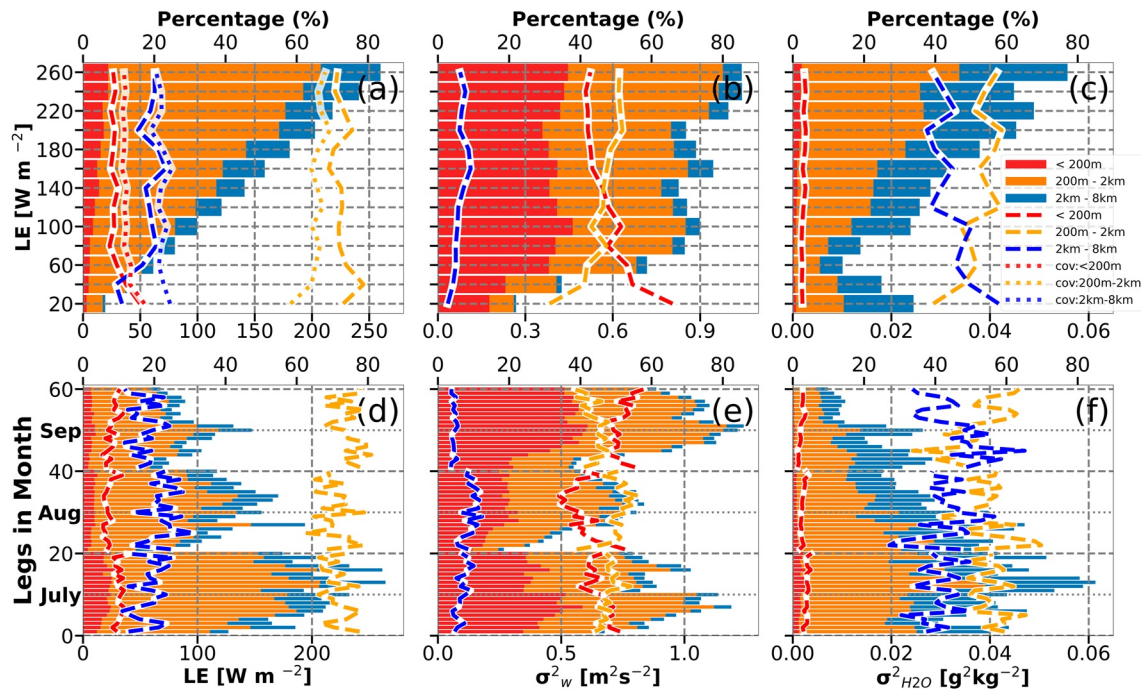 Percentage (%) Percentage (%) Percentage (%)
0 20 40 60 80 0 20 40 60 80 0 20 40 60 80
(a) (b) (c)
LE [W m -2]
260
220
180
140
100
60
20
< 200m
200m - 2km
2km - 8km
< 200m
200m - 2km
2km - 8km
cov:<200m
cov:200m-2km
cov:2km-8km
0 50 100 150 200 250 0.0 0.3 0.6 0.9 0.00 0.02 0.04 0.06
0 20 40 60 80 0 20 40 60 80 0 20 40 60 80
(d) (e) (f)
Legs in Month
60
Sep
40
Aug
20
July
0
0 100 200 0.0 0.5 1.0 0.00 0.02 0.04 0.06
LE [W m -2] σ²w [m²s⁻²] σ²H2O [g²kg⁻²]